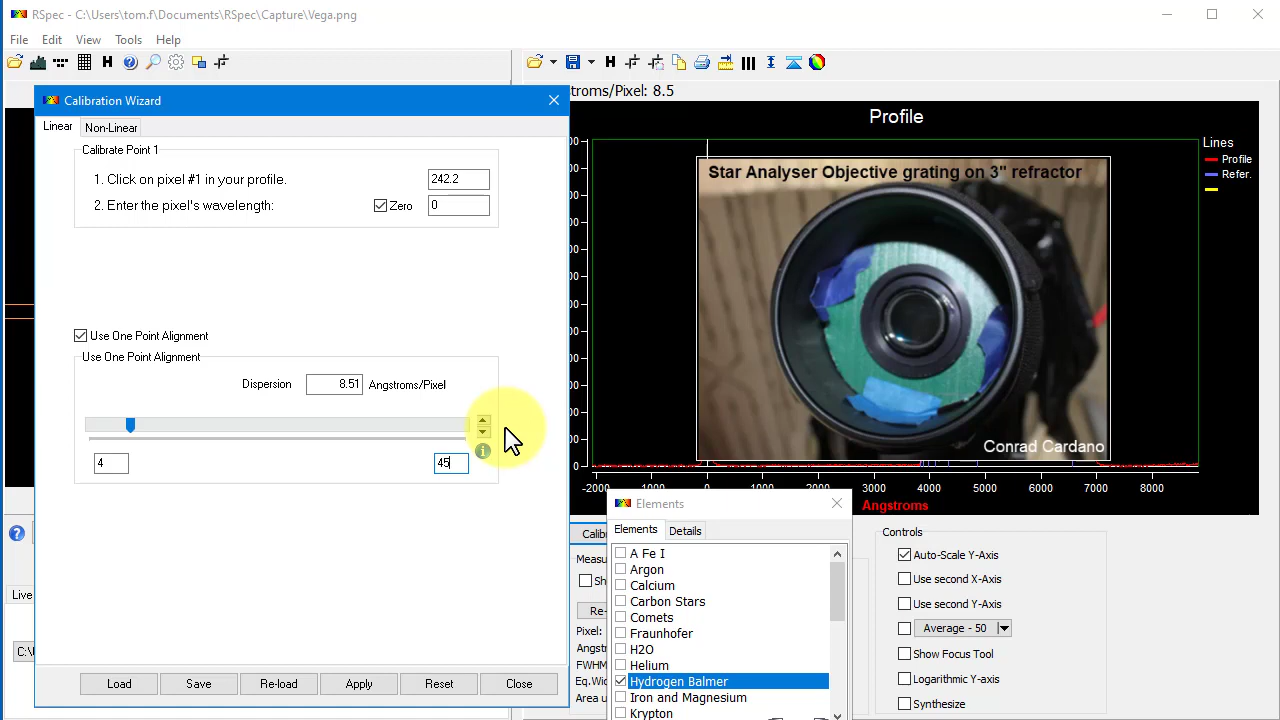 RSpec - C:\Users\tom.f\Documents\RSpec\Capture\Vega.png
File Edit View Tools Help
Calibration Wizard
Linear Non-Linear
Calibrate Point 1
1. Click on pixel #1 in your profile. 242.2
2. Enter the pixel's wavelength: Zero 0
Use One Point Alignment
Use One Point Alignment
Dispersion 8.51 Angstroms/Pixel
4 45
Load Save Re-load Apply Reset Close
Live
8.5
Profile
Lines
Profile
Refer.
Star Analyser Objective grating on 3" refractor
Conrad Cardano
-2000 -1000 0 3000 4000 5000 6000 7000 8000
Angstroms
Elements
Elements Details
A Fe I
Argon
Calcium
Carbon Stars
Comets
Fraunhofer
H2O
Helium
Hydrogen Balmer
Iron and Magnesium
Krypton
Pixel:
Controls
Auto-Scale Y-Axis
Use second X-Axis
Use second Y-Axis
Average - 50
Show Focus Tool
Logarithmic Y-axis
Synthesize